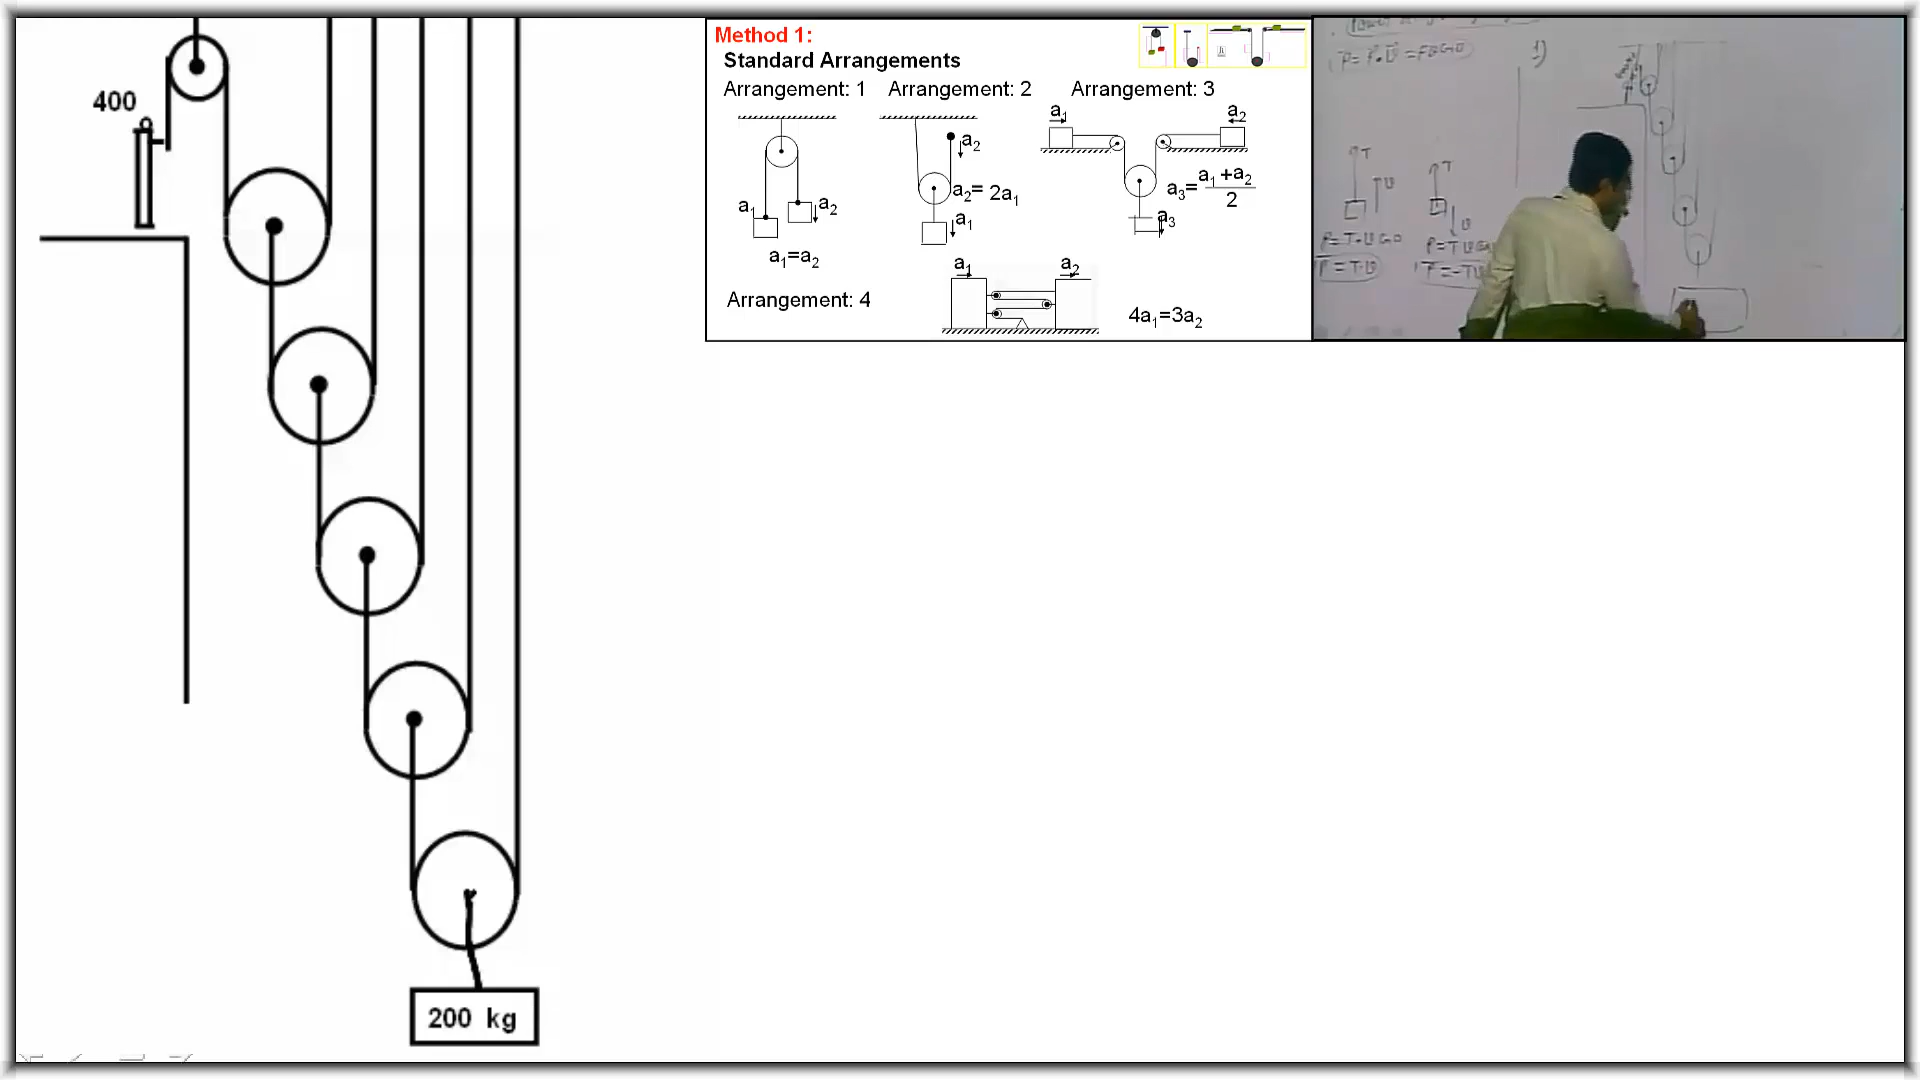 400
200 kg
Method 1:
Standard Arrangements
Arrangement: 1 Arrangement: 2 Arrangement: 3
a1 a2
a1=a2
a2
a2= 2a1
a1
a1 a2
a3= a1 +a2
2
a3
Arrangement: 4
a1 a2
4a1=3a2
1)
T
T